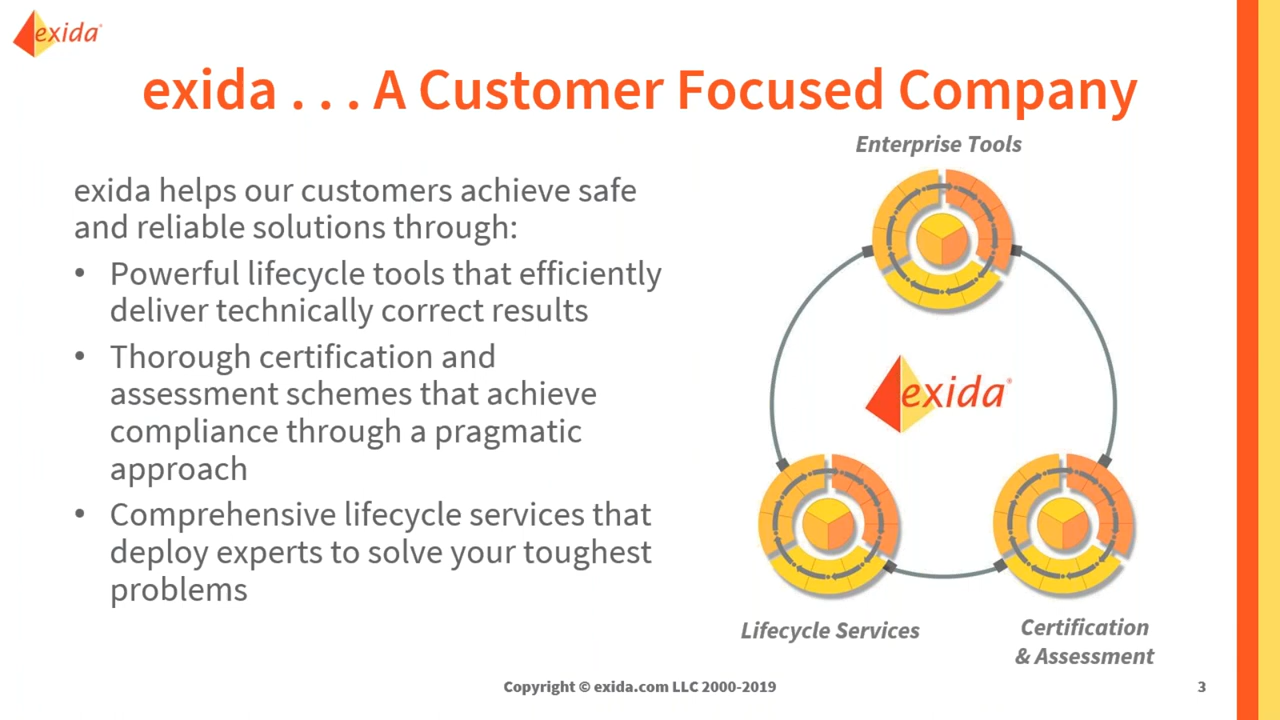 exida
exida . . . A Customer Focused Company
exida helps our customers achieve safe
and reliable solutions through:
• Powerful lifecycle tools that efficiently
deliver technically correct results
• Thorough certification and
assessment schemes that achieve
compliance through a pragmatic
approach
• Comprehensive lifecycle services that
deploy experts to solve your toughest
problems
Enterprise Tools
exida
Lifecycle Services
Certification
& Assessment
Copyright © exida.com LLC 2000-2019
3